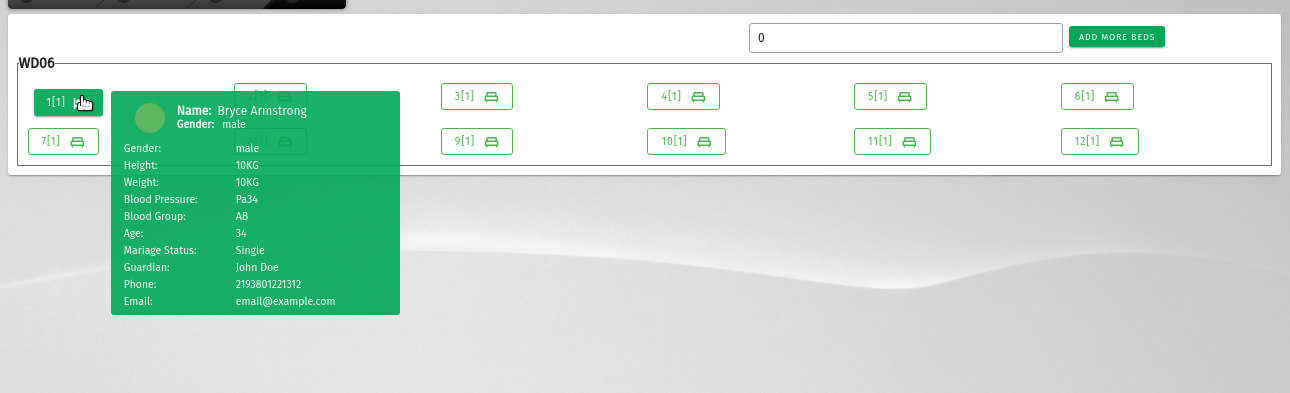 0
ADD MORE BEDS
WD06
1[1]
2[1]
3[1]
4[1]
5[1]
6[1]
7[1]
9[1]
10[1]
11[1]
12[1]
Name: Bryce Armstrong
Gender: male
Gender: male
Height: 10KG
Weight: 10KG
Blood Pressure: Pa34
Blood Group: AB
Age: 34
Mariage Status: Single
Guardian: John Doe
Phone: 2193801221312
Email: email@example.com